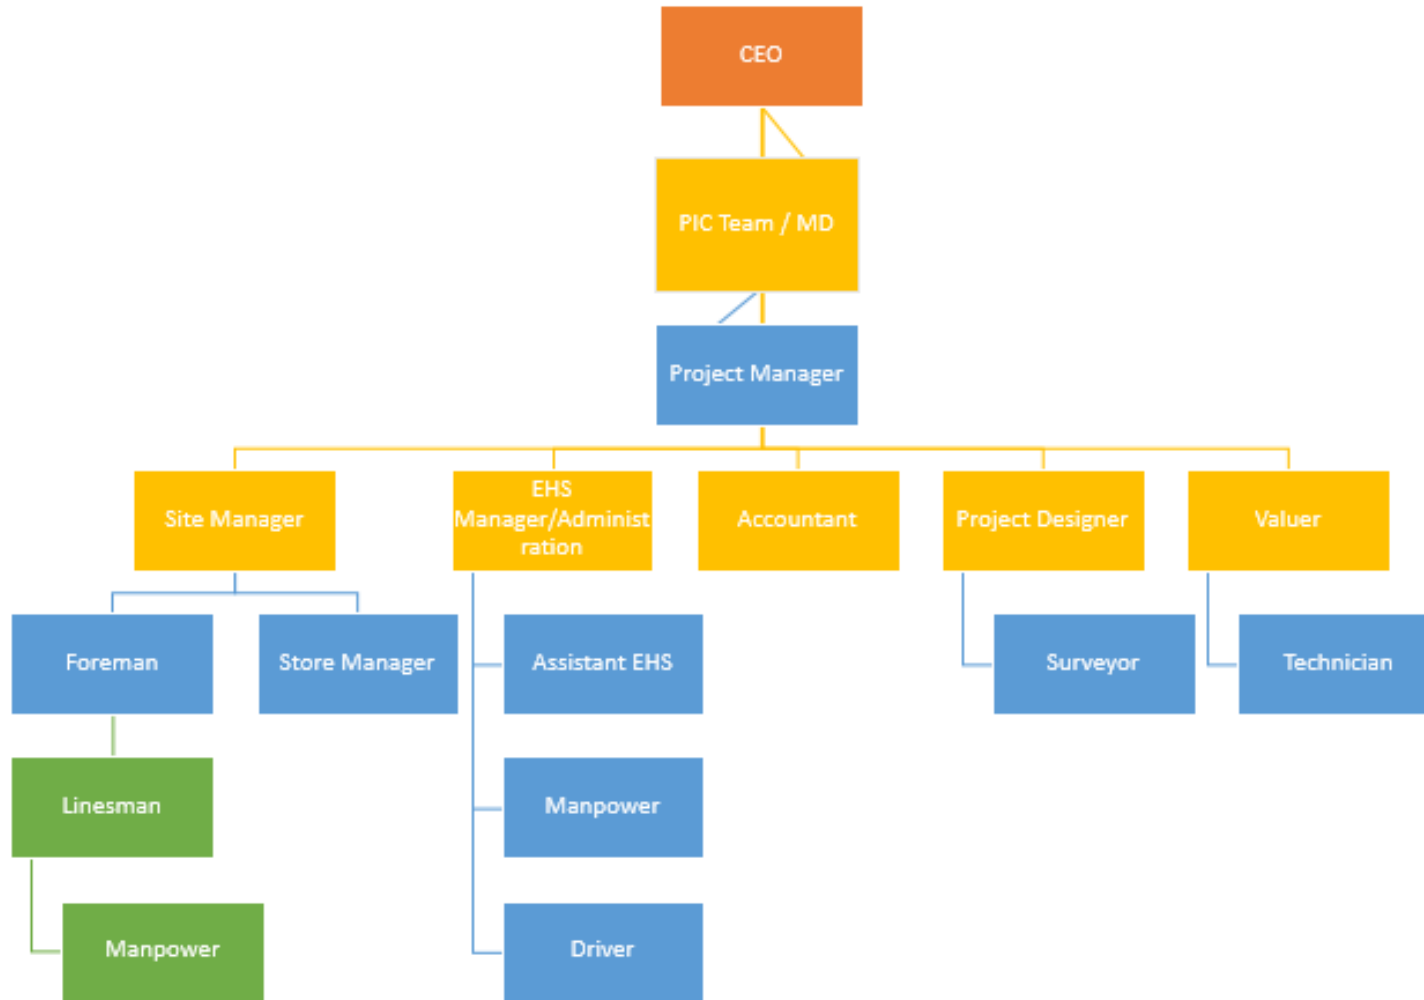 CEO
PIC Team / MD
Project Manager
Site Manager
EHS
Manager/Administ
ration
Accountant
Project Designer
Valuer
Foreman
Store Manager
Assistant EHS
Surveyor
Technician
Linesman
Manpower
Manpower
Driver